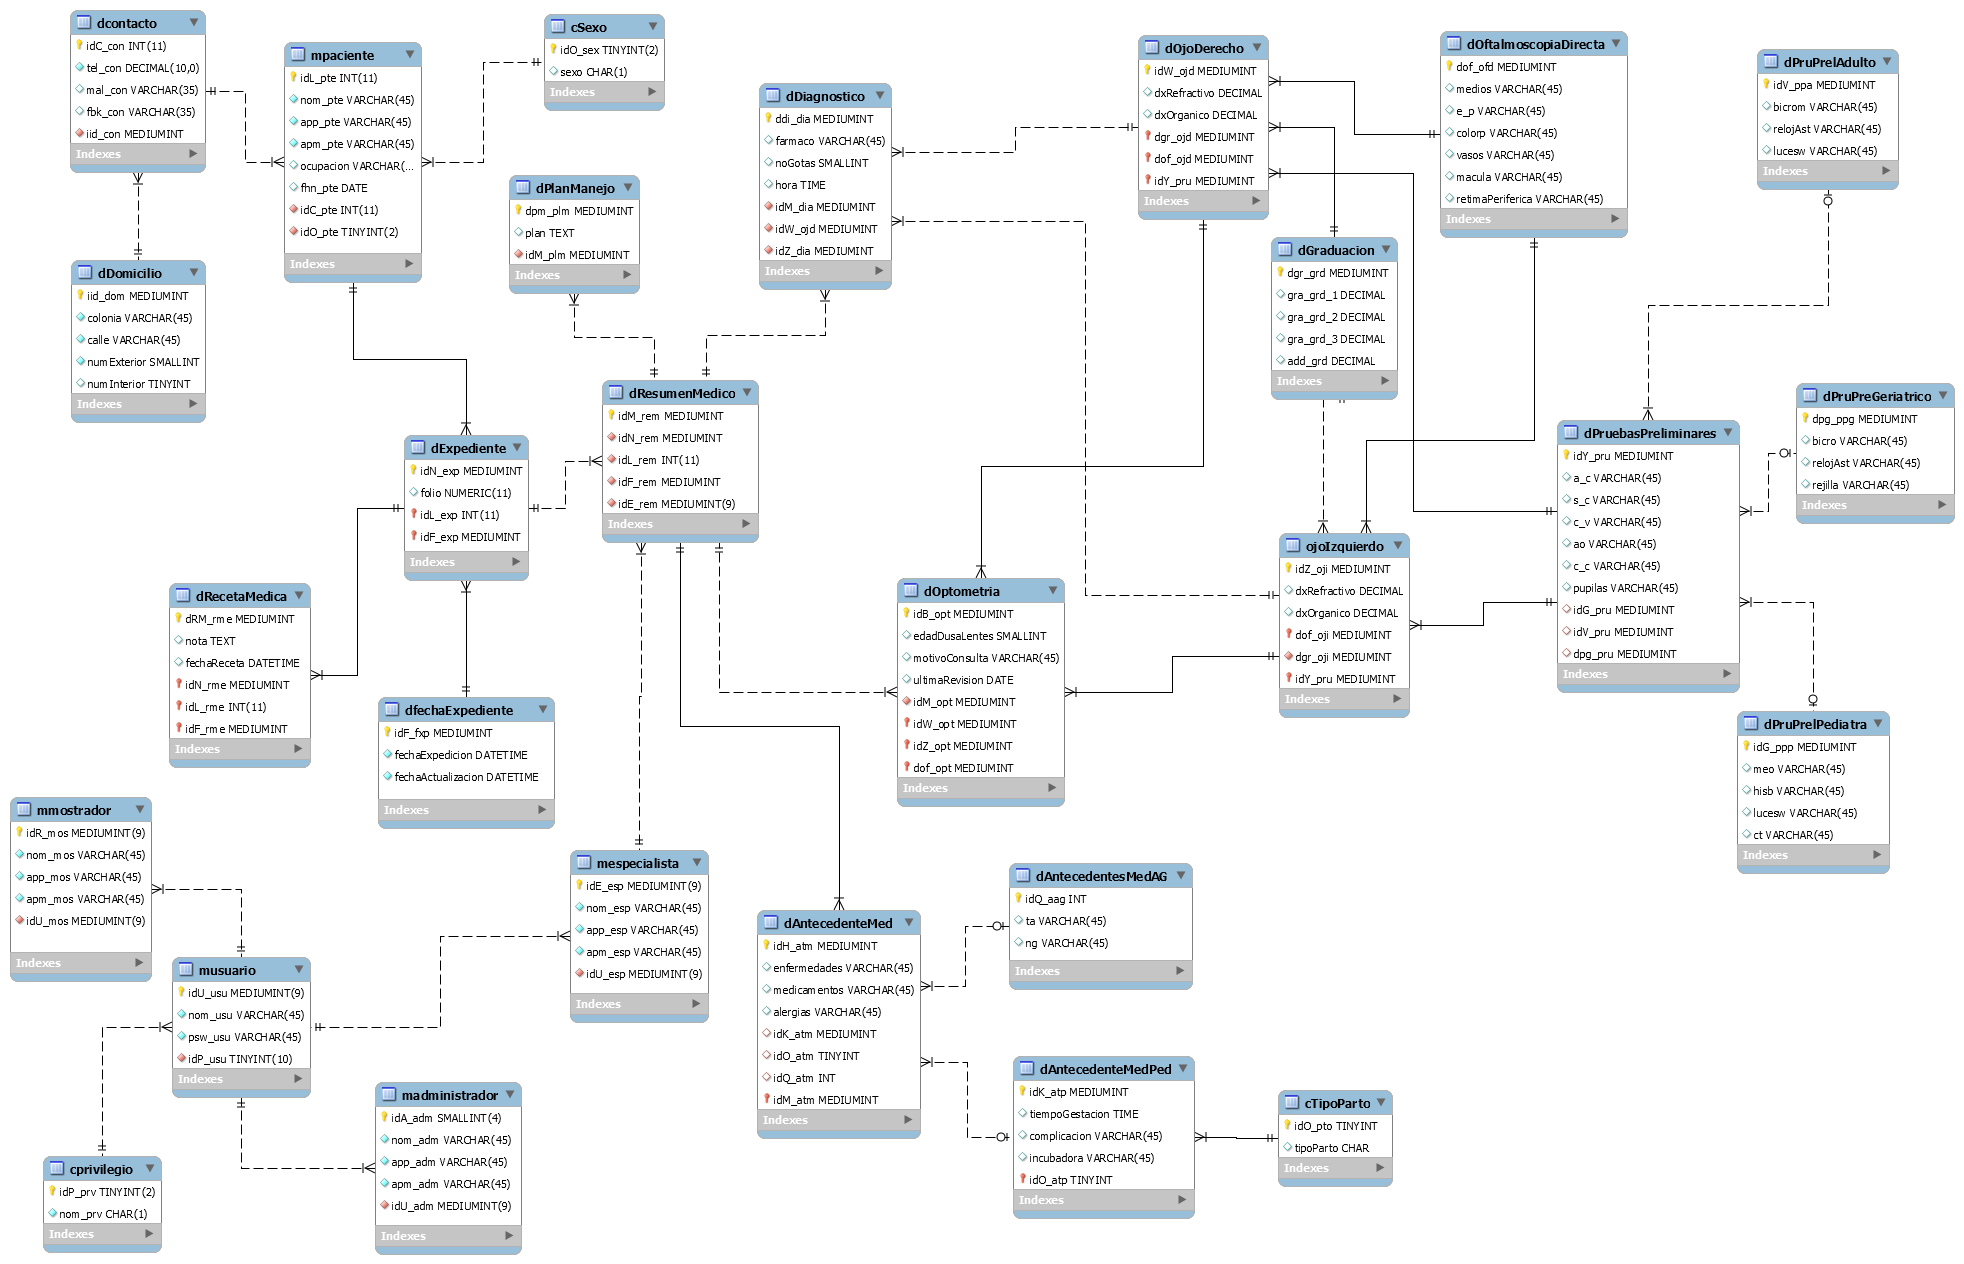 dcontacto
idC_con INT(11)
tel_con DECIMAL(10,0)
mal_con VARCHAR(35)
fbk_con VARCHAR(35)
iid_con MEDIUMINT
Indexes
mpaciente
idL_pte INT(11)
nom_pte VARCHAR(45)
app_pte VARCHAR(45)
apm_pte VARCHAR(45)
ocupacion VARCHAR(...
fhn_pte DATE
idC_pte INT(11)
idO_pte TINYINT(2)
Indexes
cSexo
idO_sex TINYINT(2)
sexo CHAR(1)
Indexes
dDomicilio
iid_dom MEDIUMINT
colonia VARCHAR(45)
calle VARCHAR(45)
numExterior SMALLINT
numInterior TINYINT
Indexes
dPlanManejo
dpm_plm MEDIUMINT
plan TEXT
idM_plm MEDIUMINT
Indexes
dDiagnostico
ddi_dia MEDIUMINT
farmaco VARCHAR(45)
noGotas SMALLINT
hora TIME
idM_dia MEDIUMINT
idW_ojd MEDIUMINT
idZ_dia MEDIUMINT
Indexes
dOjoDerecho
idW_ojd MEDIUMINT
dxRefractivo DECIMAL
dxOrganico DECIMAL
dgr_ojd MEDIUMINT
dof_ojd MEDIUMINT
idY_pru MEDIUMINT
Indexes
dOftalmoscopiaDirecta
dof_ofd MEDIUMINT
medios VARCHAR(45)
e_p VARCHAR(45)
colorp VARCHAR(45)
vasos VARCHAR(45)
macula VARCHAR(45)
retimaPeriferica VARCHAR(45)
Indexes
dPruPrelAdulto
idV_ppa MEDIUMINT
bicrom VARCHAR(45)
relojAst VARCHAR(45)
lucesw VARCHAR(45)
Indexes
dGraduacion
dgr_grd MEDIUMINT
gra_grd_1 DECIMAL
gra_grd_2 DECIMAL
gra_grd_3 DECIMAL
add_grd DECIMAL
Indexes
dResumenMedico
idM_rem MEDIUMINT
idN_rem MEDIUMINT
idL_rem INT(11)
idF_rem MEDIUMINT
idE_rem MEDIUMINT(9)
Indexes
dExpediente
idN_exp MEDIUMINT
folio NUMERIC(11)
idL_exp INT(11)
idF_exp MEDIUMINT
Indexes
dPruebasPreliminares
idY_pru MEDIUMINT
a_c VARCHAR(45)
s_c VARCHAR(45)
c_v VARCHAR(45)
ao VARCHAR(45)
c_c VARCHAR(45)
pupilas VARCHAR(45)
idG_pru MEDIUMINT
idV_pru MEDIUMINT
dpg_pru MEDIUMINT
Indexes
dPruPreGeriatrico
dpg_ppg MEDIUMINT
bicro VARCHAR(45)
relojAst VARCHAR(45)
rejilla VARCHAR(45)
Indexes
ojoIzquierdo
idZ_oji MEDIUMINT
dxRefractivo DECIMAL
dxOrganico DECIMAL
dof_oji MEDIUMINT
dgr_oji MEDIUMINT
idY_pru MEDIUMINT
Indexes
dOptometria
idB_opt MEDIUMINT
edadDusaLentes SMALLINT
motivoConsulta VARCHAR(45)
ultimaRevision DATE
idM_opt MEDIUMINT
idW_opt MEDIUMINT
idZ_opt MEDIUMINT
dof_opt MEDIUMINT
Indexes
dRecetaMedica
dRM_rme MEDIUMINT
nota TEXT
fechaReceta DATETIME
idN_rme MEDIUMINT
idL_rme INT(11)
idF_rme MEDIUMINT
Indexes
dfechaExpediente
idF_fxp MEDIUMINT
fechaExpedicion DATETIME
fechaActualizacion DATETIME
Indexes
dPruPrelPediatra
idG_ppp MEDIUMINT
meo VARCHAR(45)
hisb VARCHAR(45)
lucesw VARCHAR(45)
ct VARCHAR(45)
Indexes
mmostrador
idR_mos MEDIUMINT(9)
nom_mos VARCHAR(45)
app_mos VARCHAR(45)
apm_mos VARCHAR(45)
idU_mos MEDIUMINT(9)
Indexes
mespecialista
idE_esp MEDIUMINT(9)
nom_esp VARCHAR(45)
app_esp VARCHAR(45)
apm_esp VARCHAR(45)
idU_esp MEDIUMINT(9)
Indexes
dAntecedentesMedAG
idQ_aag INT
ta VARCHAR(45)
ng VARCHAR(45)
Indexes
dAntecedenteMed
idH_atm MEDIUMINT
enfermedades VARCHAR(45)
medicamentos VARCHAR(45)
alergias VARCHAR(45)
idK_atm MEDIUMINT
idO_atm TINYINT
idQ_atm INT
idM_atm MEDIUMINT
Indexes
musuario
idU_usu MEDIUMINT(9)
nom_usu VARCHAR(45)
psw_usu VARCHAR(45)
idP_usu TINYINT(10)
Indexes
madministrador
idA_adm SMALLINT(4)
nom_adm VARCHAR(45)
app_adm VARCHAR(45)
apm_adm VARCHAR(45)
idU_adm MEDIUMINT(9)
Indexes
dAntecedenteMedPed
idK_atp MEDIUMINT
tiempoGestacion TIME
complicacion VARCHAR(45)
incubadora VARCHAR(45)
idO_atp TINYINT
Indexes
cTipoParto
idO_pto TINYINT
tipoParto CHAR
Indexes
cprivilegio
idP_prv TINYINT(2)
nom_prv CHAR(1)
Indexes